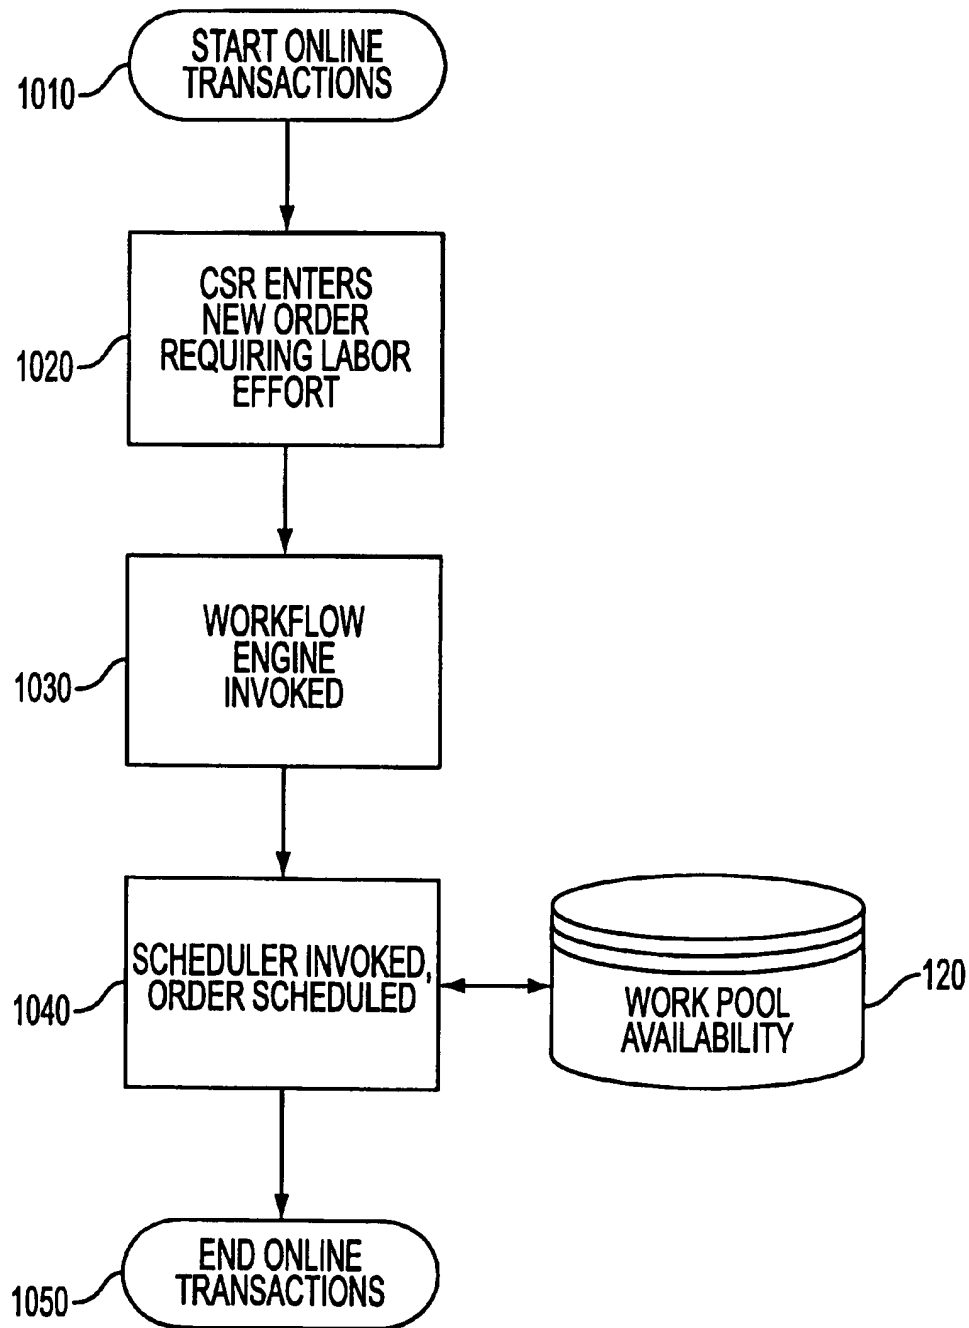 START ONLINE
TRANSACTIONS
1010
CSR ENTERS
NEW ORDER
REQUIRING LABOR
EFFORT
1020
WORKFLOW
ENGINE
INVOKED
1030
SCHEDULER INVOKED,
ORDER SCHEDULED
1040
WORK POOL
AVAILABILITY
120
END ONLINE
TRANSACTIONS
1050